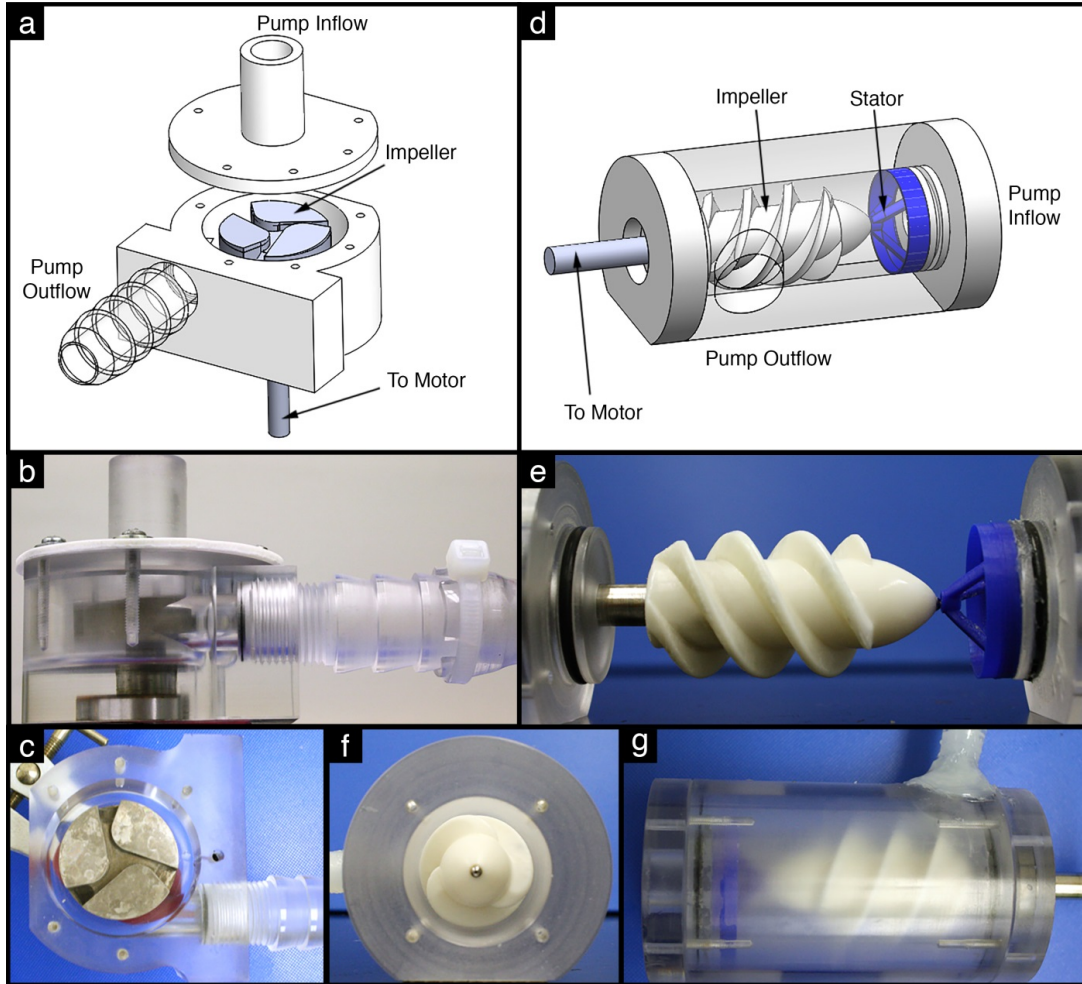 a
Pump Inflow
Impeller
Pump
Outflow
To Motor
d
Impeller
Stator
Pump
Inflow
Pump Outflow
To Motor
b
e
c
f
g